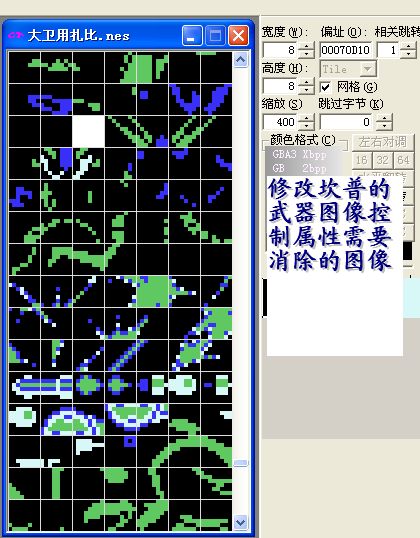 大卫用扎比.nes
宽度(W): 偏址(O): 相关跳转
8 00070D10 1
高度(H):
8 Tile
网格(G)
缩放(S) 跳过字节(K)
400 0
颜色格式(C)
左右对调
GBA3 Xbpp
16 32 64
GB 2bpp
修改坎普的
武器图像控
制属性需要
消除的图像